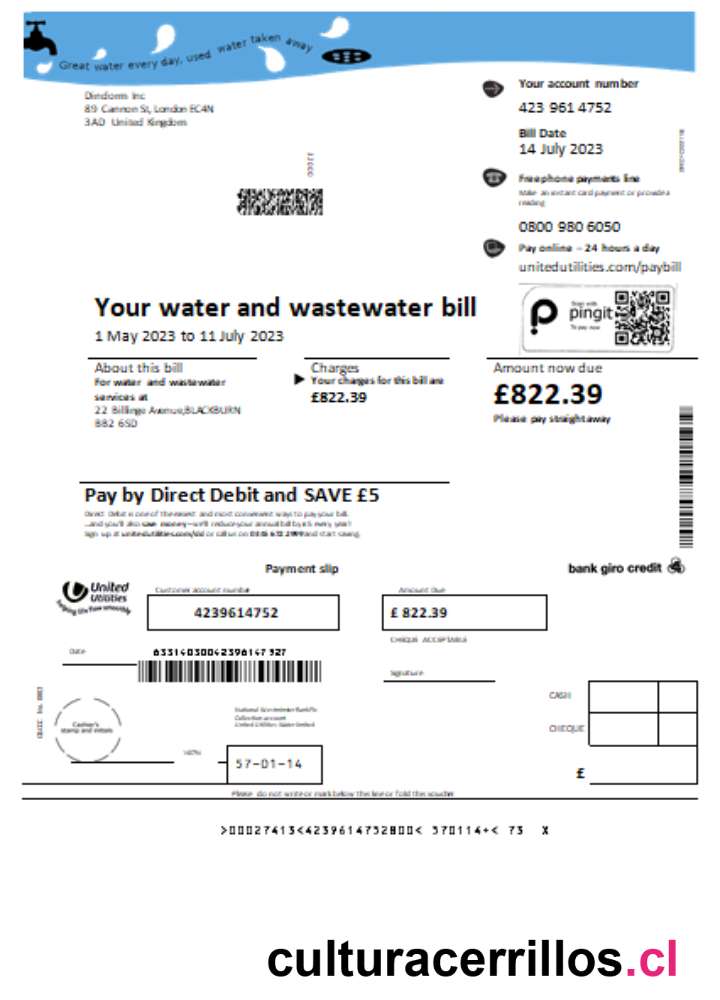 Great water every day, used water taken away
Dindorm Inc
89 Cannon St, London EC4N
3AD United Kingdom
Your account number
423 961 4752
Bill Date
14 July 2023
Freephone payments line
Make an instant card payment or provide a
reading
0800 980 6050
Pay online – 24 hours a day
unitedutilities.com/paybill
pingit
To pay now
Your water and wastewater bill
1 May 2023 to 11 July 2023
About this bill
For water and wastewater
services at
22 Billinge Avenue,BLACKBURN
BB2 6SD
Charges
Your charges for this bill are
£822.39
Amount now due
£822.39
Please pay straight away
Pay by Direct Debit and SAVE £5
Direct Debit is one of the easiest and most convenient ways to pay your bill.
...and you'll also save money—we'll reduce your annual bill by £5 every year!
Sign up at unitedutilities.com/dd or call us on 0345 672 2999 and start saving.
Payment slip
bank giro credit
United
Utilities
helping life flow smoothly
Customer account number
4239614752
Amount Due
£ 822.39
CHEQUE ACCEPTABLE
Date
Signature
CASH
CHEQUE
£
Cashier's
stamp and initials
National Westminster Bank Plc
Collection account
United Utilities Water Limited
57-01-14
Please do not write or mark below this line or fold this voucher
culturacerrillos.cl